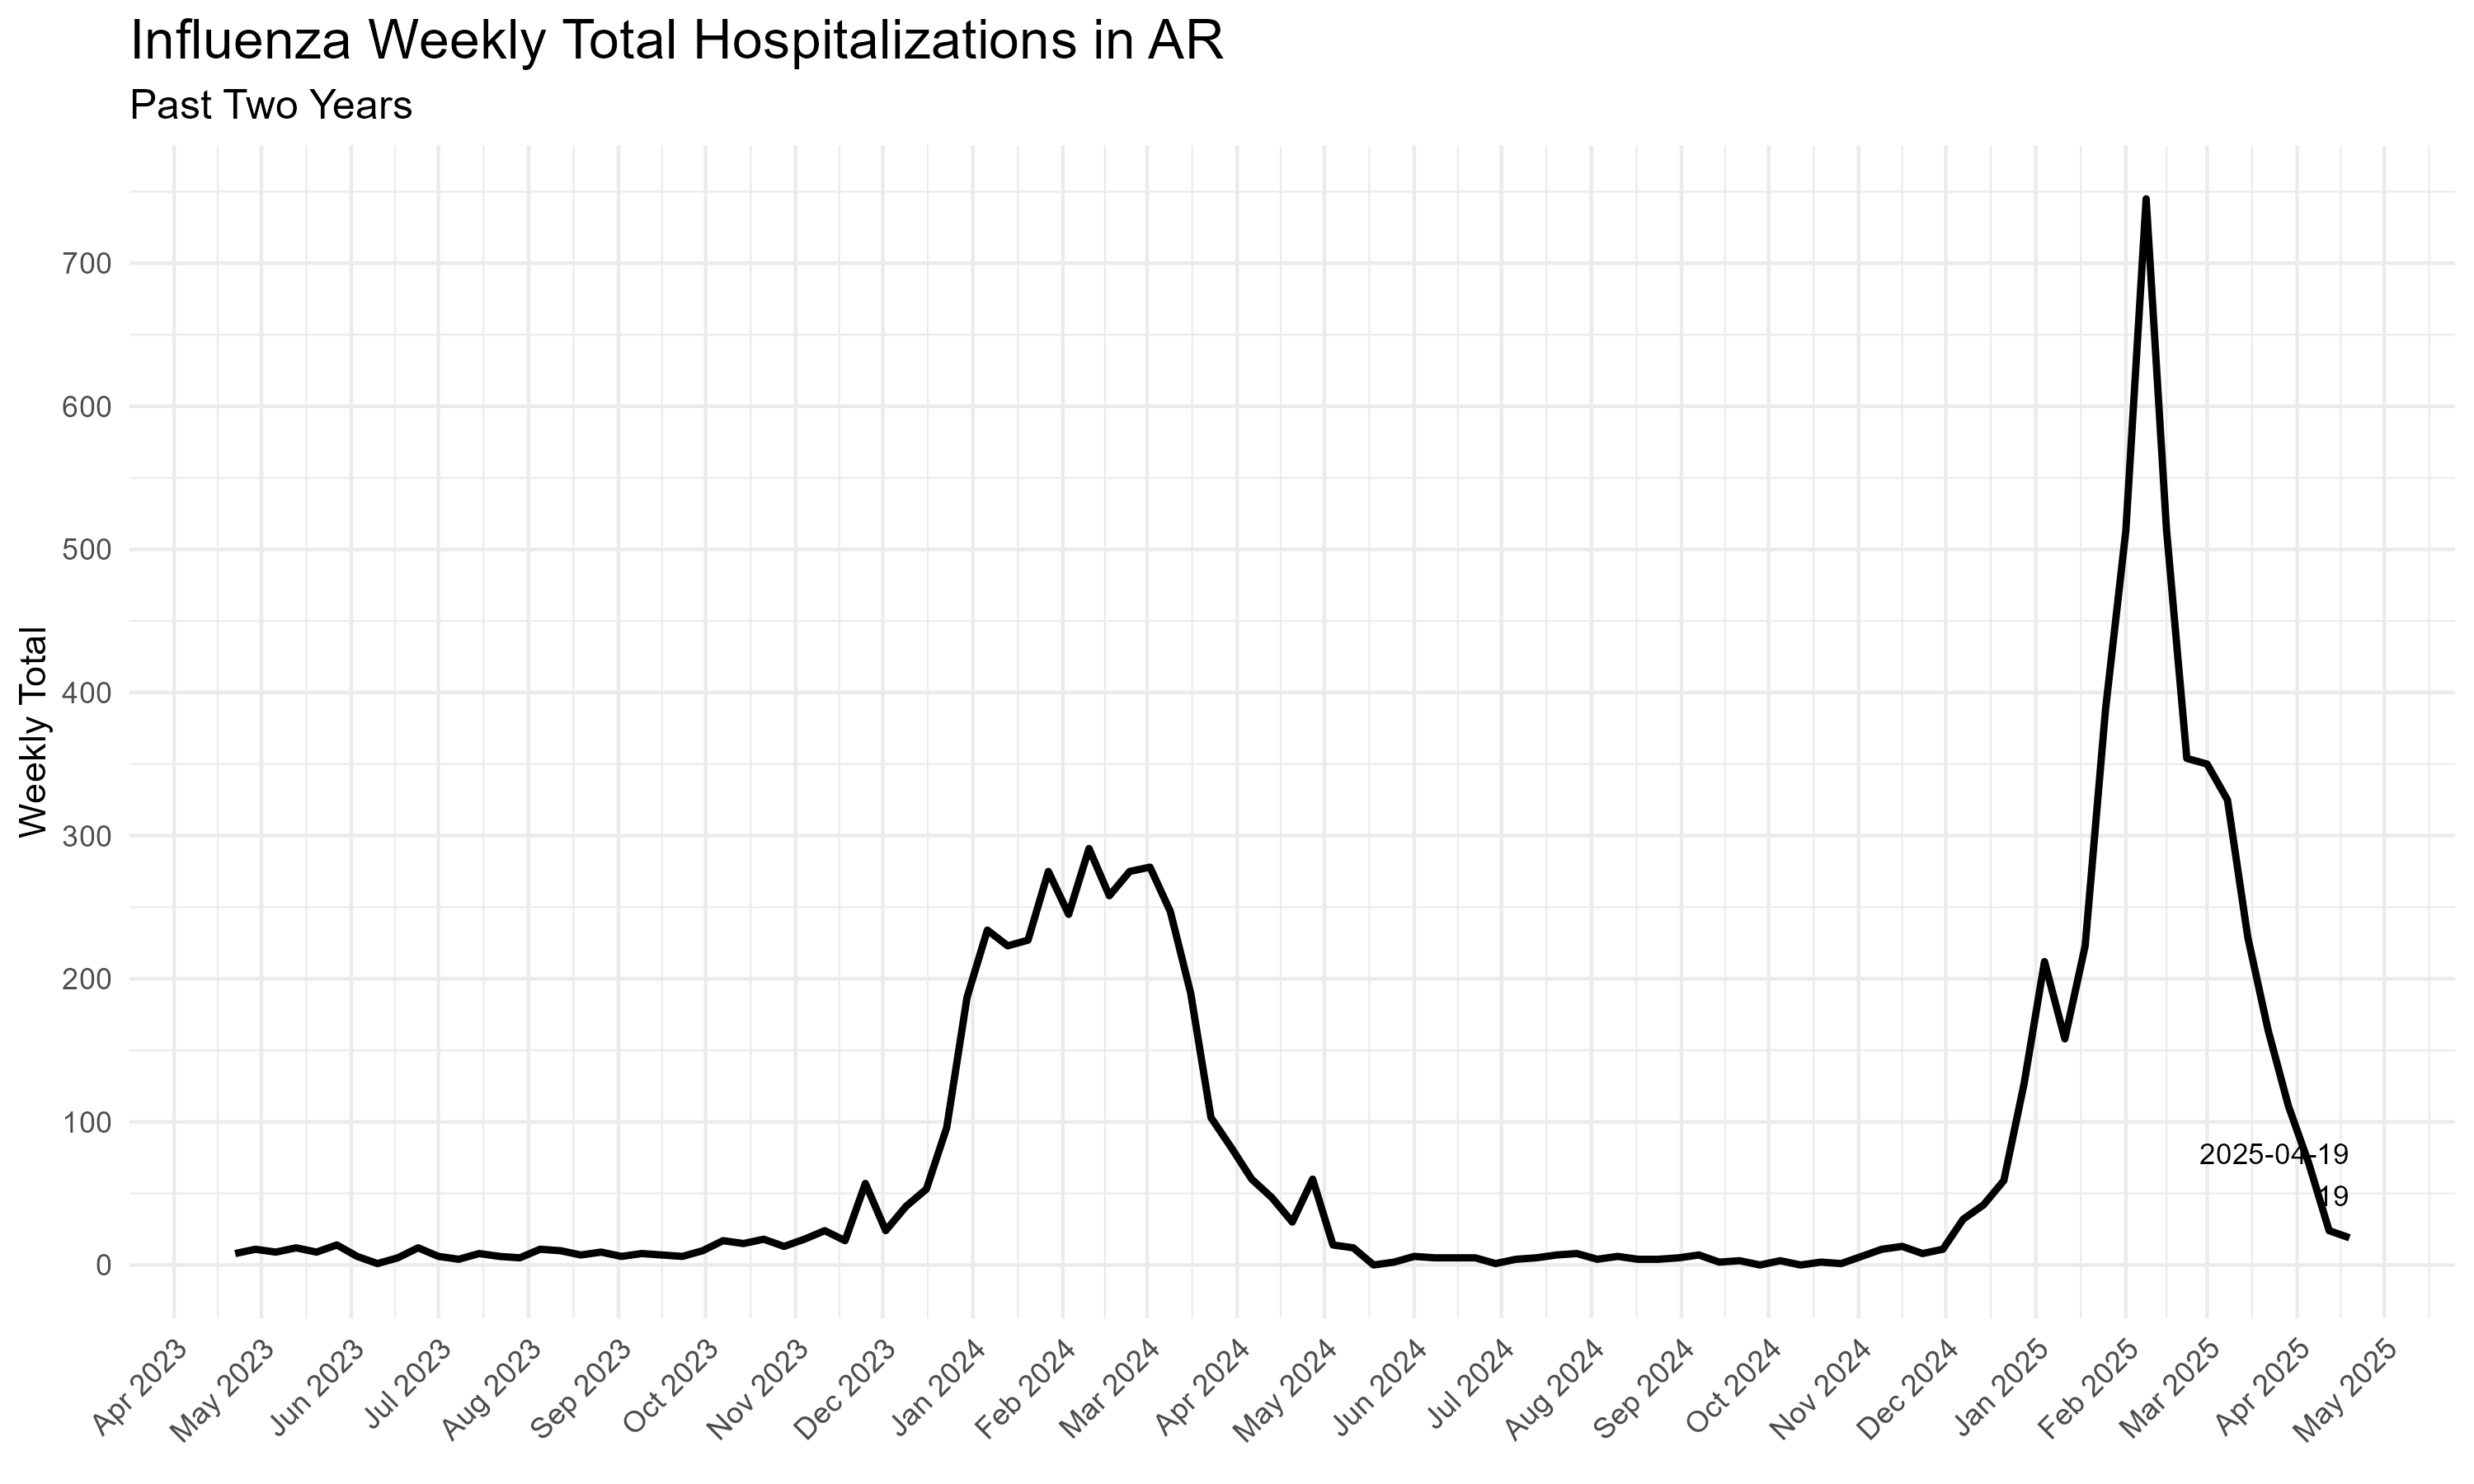 Influenza Weekly Total Hospitalizations in AR
Past Two Years
Weekly Total
700
600
500
400
300
200
100
0
2025-04-19
19
Apr 2023
May 2023
Jun 2023
Jul 2023
Aug 2023
Sep 2023
Oct 2023
Nov 2023
Dec 2023
Jan 2024
Feb 2024
Mar 2024
Apr 2024
May 2024
Jun 2024
Jul 2024
Aug 2024
Sep 2024
Oct 2024
Nov 2024
Dec 2024
Jan 2025
Feb 2025
Mar 2025
Apr 2025
May 2025